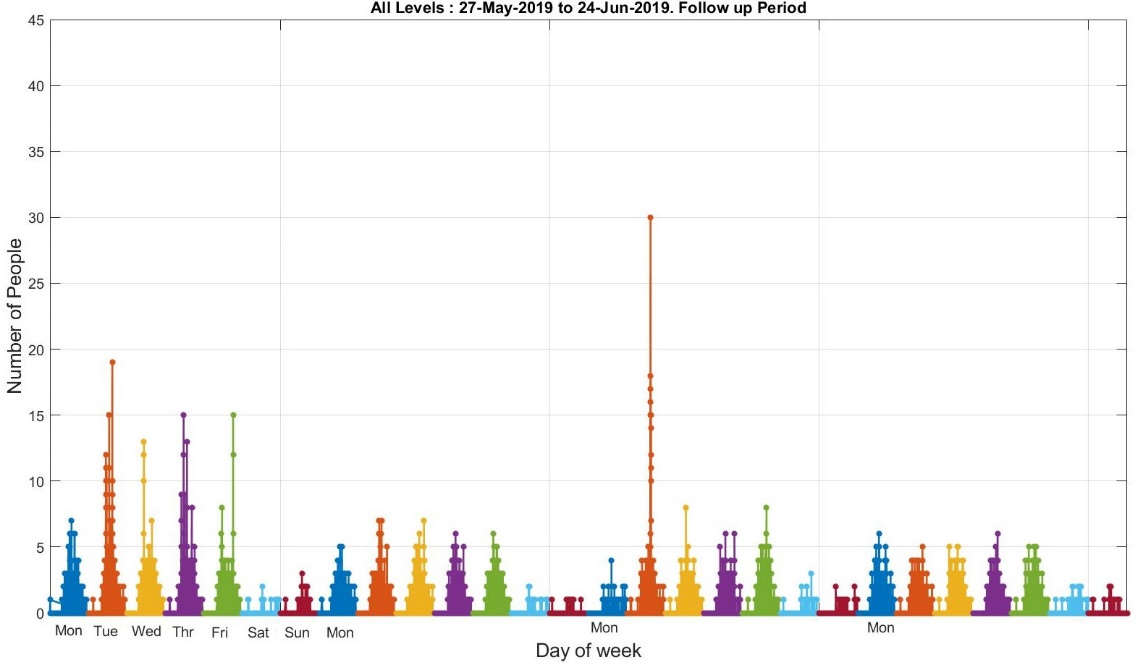 All Levels : 27-May-2019 to 24-Jun-2019. Follow up Period
45
40
35
30
25
20
15
10
5
0
Number of People
Mon Tue Wed Thr Fri Sat Sun Mon Mon Mon
Day of week